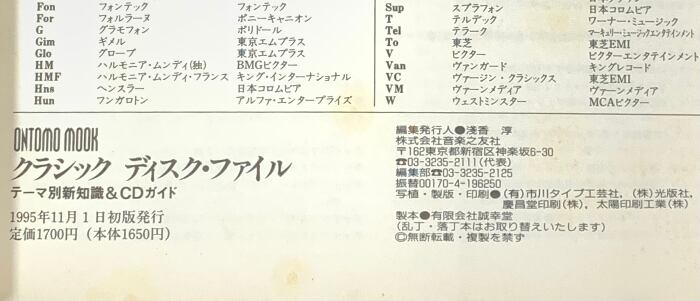 Fon フォンテック フォンテック
For フォルラーヌ ポニーキャニオン
G グラモフォン ポリドール
Gim ギメル 東京エムプラス
Glo グローブ 東京エムプラス
HM ハルモニア・ムンディ(独) BMGビクター
HMF ハルモニア・ムンディ・フランス キング・インターナショナル
Hns ヘンスラー 日本コロムビア
Hun フンガロトン アルファ・エンタープライズ
Sup スプラフォン 日本コロムビア
T テルデック ワーナー・ミュージック
Tel テラーク マーキュリー・ミュージックエンタテインメント
To 東芝 東芝EMI
V ビクター ビクターエンタテインメント
Van ヴァンガード キングレコード
VC ヴァージン・クラシックス 東芝EMI
VM ヴァーンメディア ヴァーンメディア
W ウェストミンスター MCAビクター
ONTOMO MOOK
クラシック ディスク・ファイル
テーマ別新知識&CDガイド
1995年11月1日初版発行
定価1700円(本体1650円)
編集発行人●淺香 淳
株式会社音楽之友社
〒162東京都新宿区神楽坂6-30
☎03-3235-2111(代表)
編集部☎03-3235-2125
振替00170-4-196250
写植・製版・印刷●(有)市川タイプ工芸社,(株)光版社,
慶昌堂印刷(株),太陽印刷工業(株)
製本●有限会社誠幸堂
(乱丁・落丁本はお取り替えいたします)
©無断転載・複製を禁ず